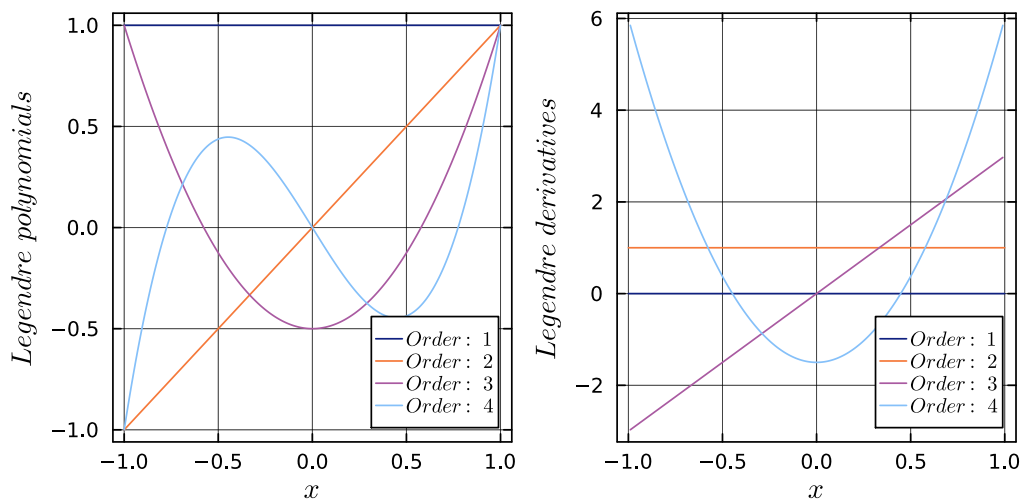 Legendre polynomials
1.0
0.5
0.0
−0.5
−1.0
−1.0
−0.5
0.0
0.5
1.0
x
Order: 1
Order: 2
Order: 3
Order: 4
Legendre derivatives
6
4
2
0
−2
−1.0
−0.5
0.0
0.5
1.0
x
Order: 1
Order: 2
Order: 3
Order: 4